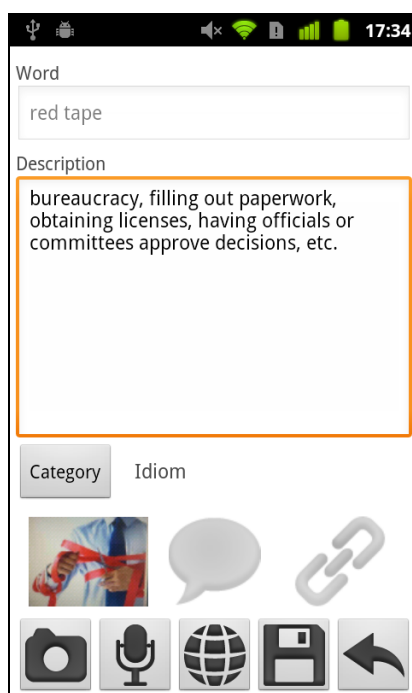 17:34
Word
red tape
Description
bureaucracy, filling out paperwork,
obtaining licenses, having officials or
committees approve decisions, etc.
Category Idiom